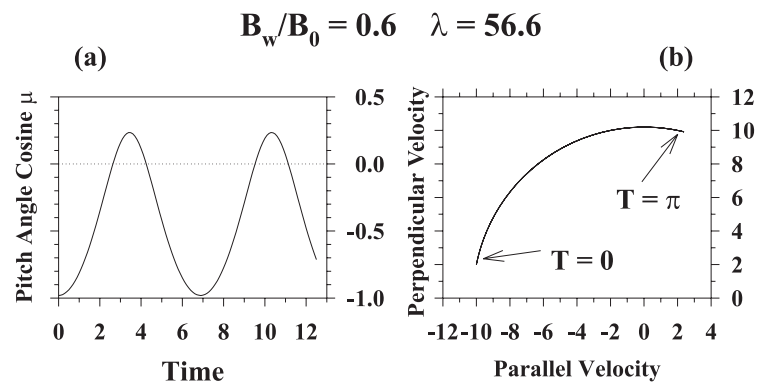 B_w/B_0 = 0.6 λ = 56.6
(a)
(b)
Pitch Angle Cosine μ
0.5
0.0
-0.5
-1.0
0 2 4 6 8 10 12
Time
Perpendicular Velocity
12
10
8
6
4
2
0
T = π
T = 0
-12 -10 -8 -6 -4 -2 0 2 4
Parallel Velocity